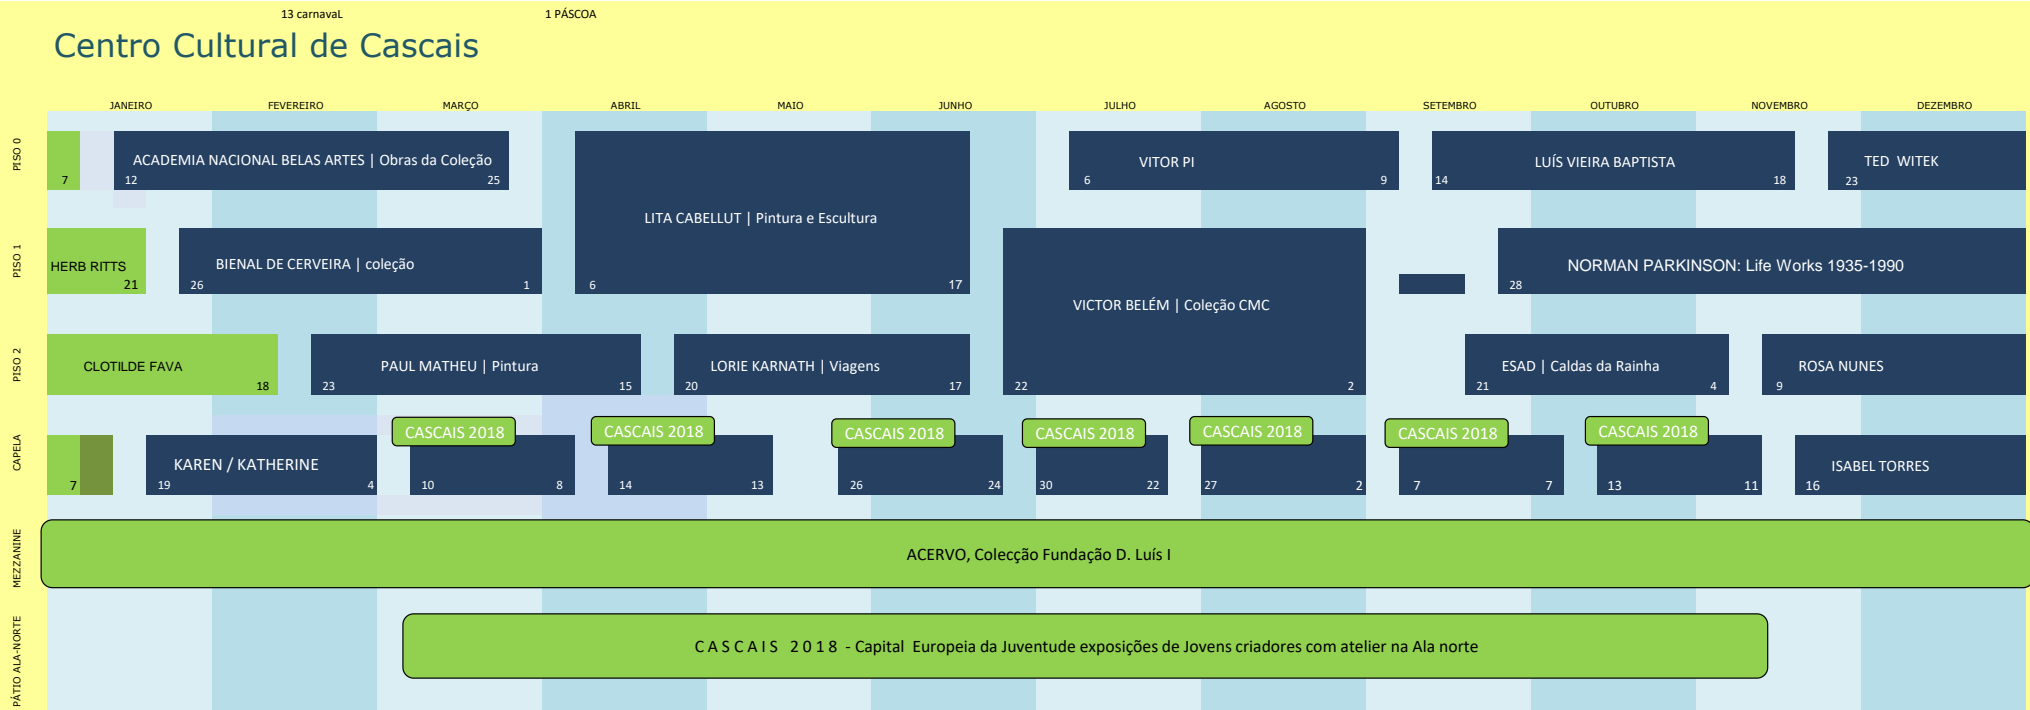 13 carnavaL 1 PÁSCOA
Centro Cultural de Cascais
JANEIRO FEVEREIRO MARÇO ABRIL MAIO JUNHO JULHO AGOSTO SETEMBRO OUTUBRO NOVEMBRO DEZEMBRO
PISO 0
7
ACADEMIA NACIONAL BELAS ARTES | Obras da Coleção
12 25
LITA CABELLUT | Pintura e Escultura
6 17
VITOR PI
6 9
LUÍS VIEIRA BAPTISTA
14 18
TED WITEK
23
PISO 1
HERB RITTS
21
BIENAL DE CERVEIRA | coleção
26 1
VICTOR BELÉM | Coleção CMC
22 2
NORMAN PARKINSON: Life Works 1935-1990
28
PISO 2
CLOTILDE FAVA
18
PAUL MATHEU | Pintura
23 15
LORIE KARNATH | Viagens
20 17
ESAD | Caldas da Rainha
21 4
ROSA NUNES
9
CAPELA
7
KAREN / KATHERINE
19 4
CASCAIS 2018
10 8
CASCAIS 2018
14 13
CASCAIS 2018
26 24
CASCAIS 2018
30 22
CASCAIS 2018
27 2
CASCAIS 2018
7 7
CASCAIS 2018
13 11
ISABEL TORRES
16
MEZZANINE
ACERVO, Colecção Fundação D. Luís I
PÁTIO ALA-NORTE
C A S C A I S 2 0 1 8 - Capital Europeia da Juventude exposições de Jovens criadores com atelier na Ala norte